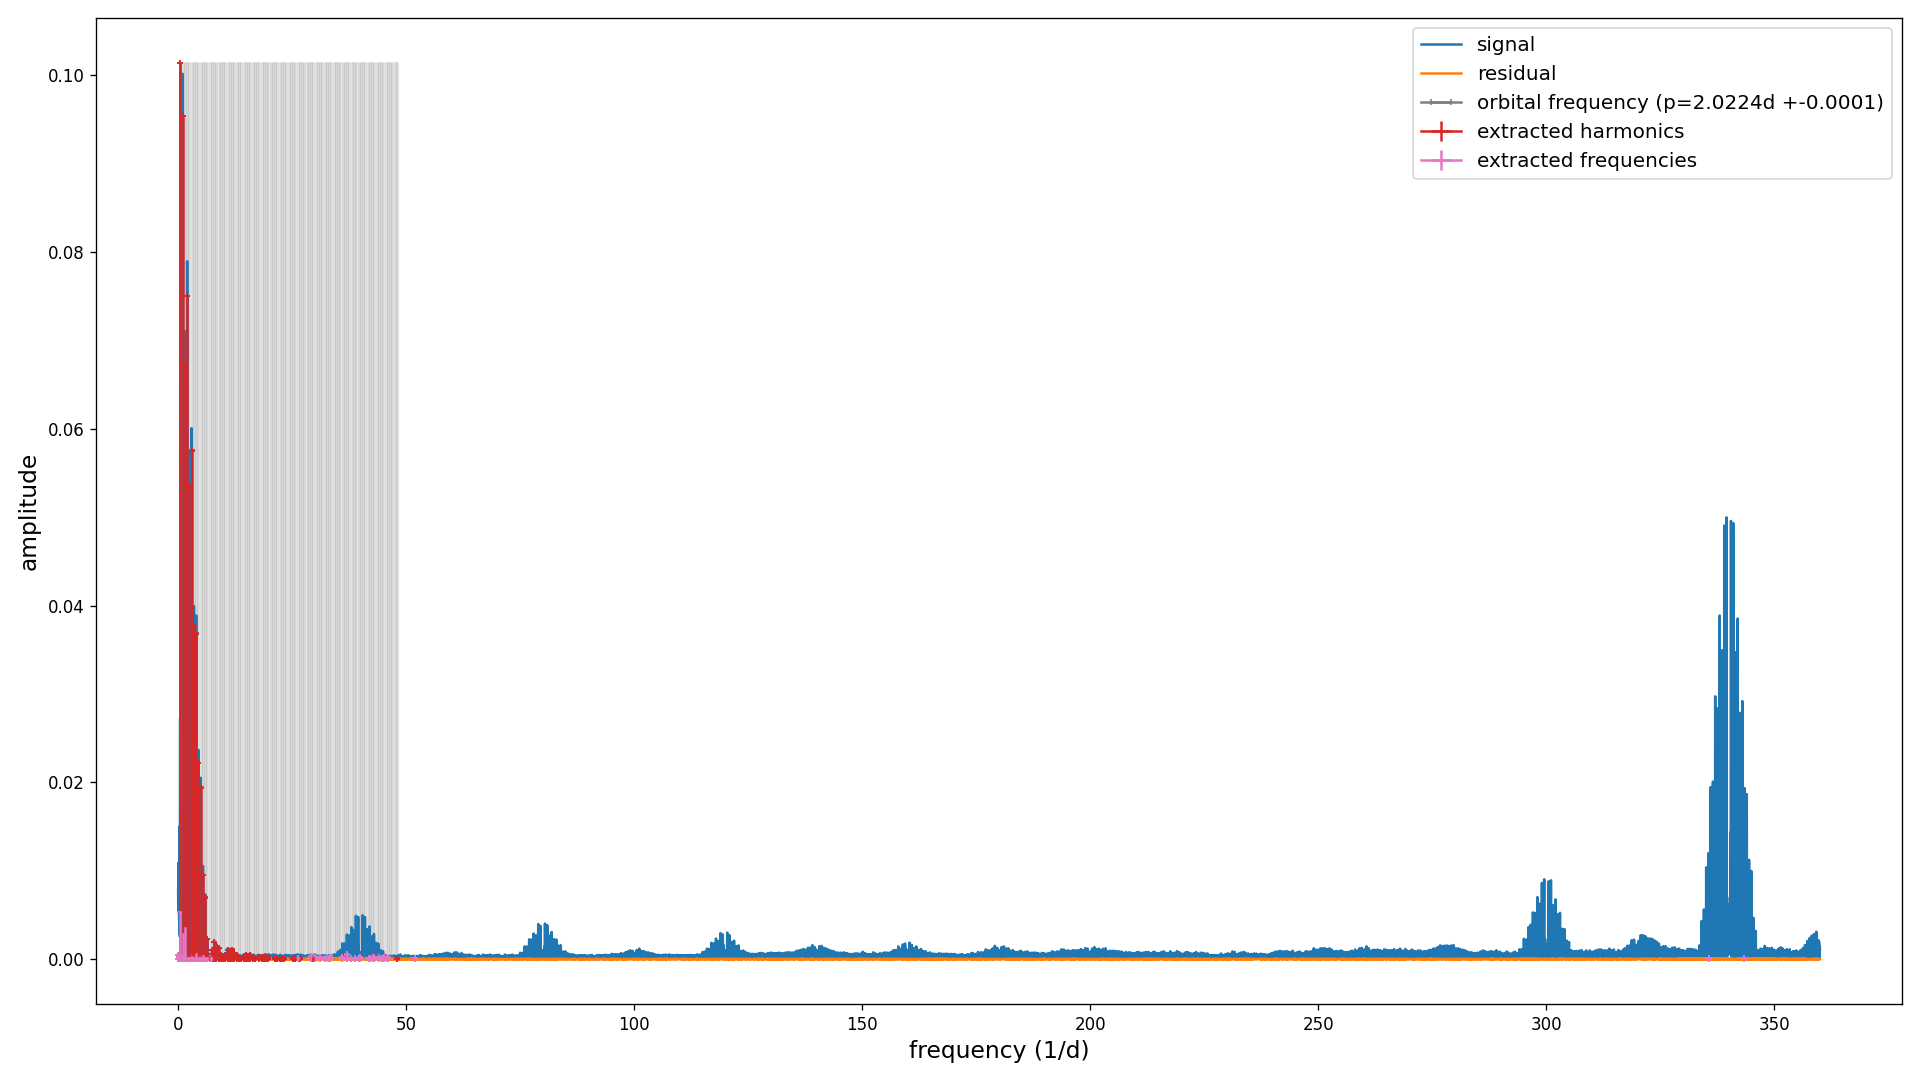 signal
residual
orbital frequency (p=2.0224d +-0.0001)
extracted harmonics
extracted frequencies
0.10
0.08
0.06
0.04
0.02
0.00
amplitude
0 50 100 150 200 250 300 350
frequency (1/d)